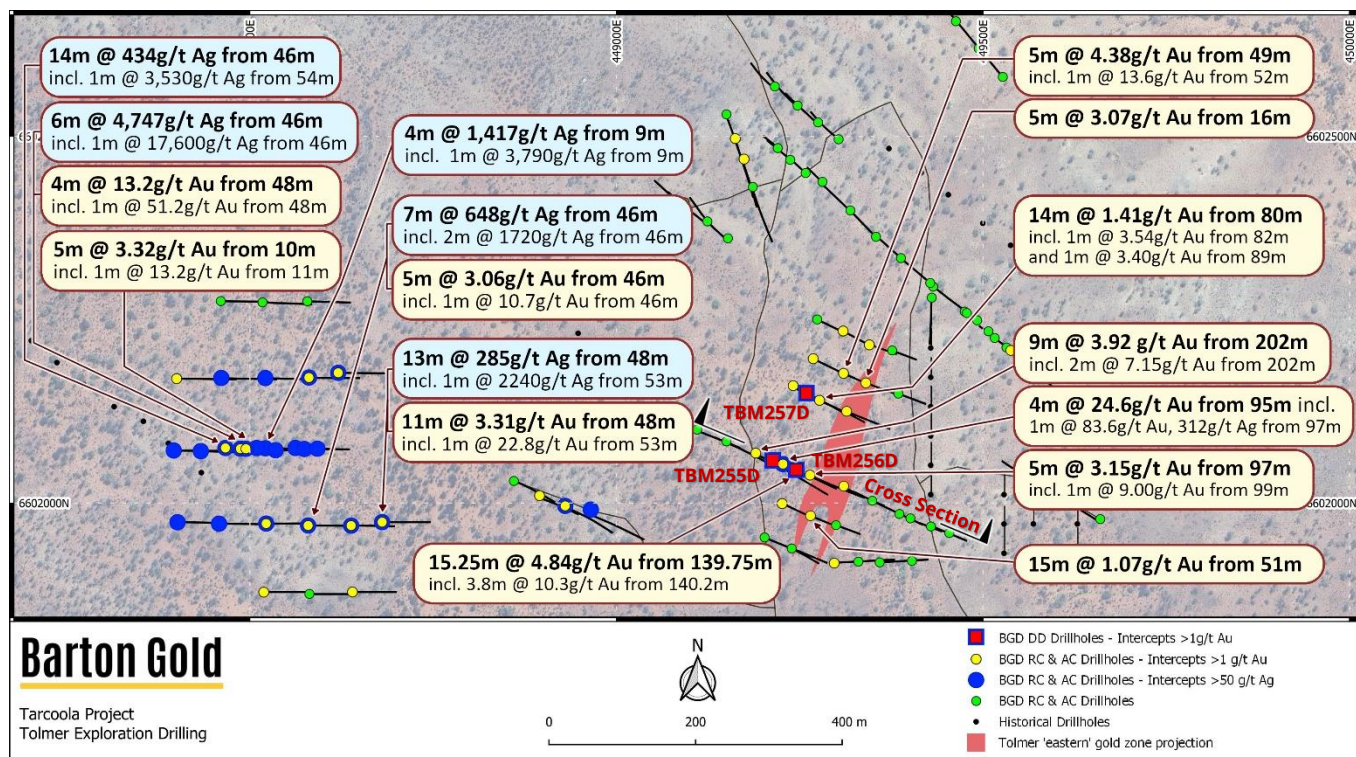 14m @ 434g/t Ag from 46m
incl. 1m @ 3,530g/t Ag from 54m
6m @ 4,747g/t Ag from 46m
incl. 1m @ 17,600g/t Ag from 46m
4m @ 13.2g/t Au from 48m
incl. 1m @ 51.2g/t Au from 48m
5m @ 3.32g/t Au from 10m
incl. 1m @ 13.2g/t Au from 11m
4m @ 1,417g/t Ag from 9m
incl. 1m @ 3,790g/t Ag from 9m
7m @ 648g/t Ag from 46m
incl. 2m @ 1720g/t Ag from 46m
5m @ 3.06g/t Au from 46m
incl. 1m @ 10.7g/t Au from 46m
13m @ 285g/t Ag from 48m
incl. 1m @ 2240g/t Ag from 53m
11m @ 3.31g/t Au from 48m
incl. 1m @ 22.8g/t Au from 53m
449000E
449500E
6602500N
6602000N
6602000N
5m @ 4.38g/t Au from 49m
incl. 1m @ 13.6g/t Au from 52m
5m @ 3.07g/t Au from 16m
14m @ 1.41g/t Au from 80m
incl. 1m @ 3.54g/t Au from 82m
and 1m @ 3.40g/t Au from 89m
9m @ 3.92 g/t Au from 202m
incl. 2m @ 7.15g/t Au from 202m
4m @ 24.6g/t Au from 95m incl.
1m @ 83.6g/t Au, 312g/t Ag from 97m
5m @ 3.15g/t Au from 97m
incl. 1m @ 9.00g/t Au from 99m
15m @ 1.07g/t Au from 51m
TBM257D
TBM255D
TBM256D
Cross Section
15.25m @ 4.84g/t Au from 139.75m
incl. 3.8m @ 10.3g/t Au from 140.2m
Barton Gold
Tarcoola Project
Tolmer Exploration Drilling
N
0 200 400 m
BGD DD Drillholes - Intercepts >1g/t Au
BGD RC & AC Drillholes - Intercepts >1 g/t Au
BGD RC & AC Drillholes - Intercepts >50 g/t Ag
BGD RC & AC Drillholes
Historical Drillholes
Tolmer 'eastern' gold zone projection